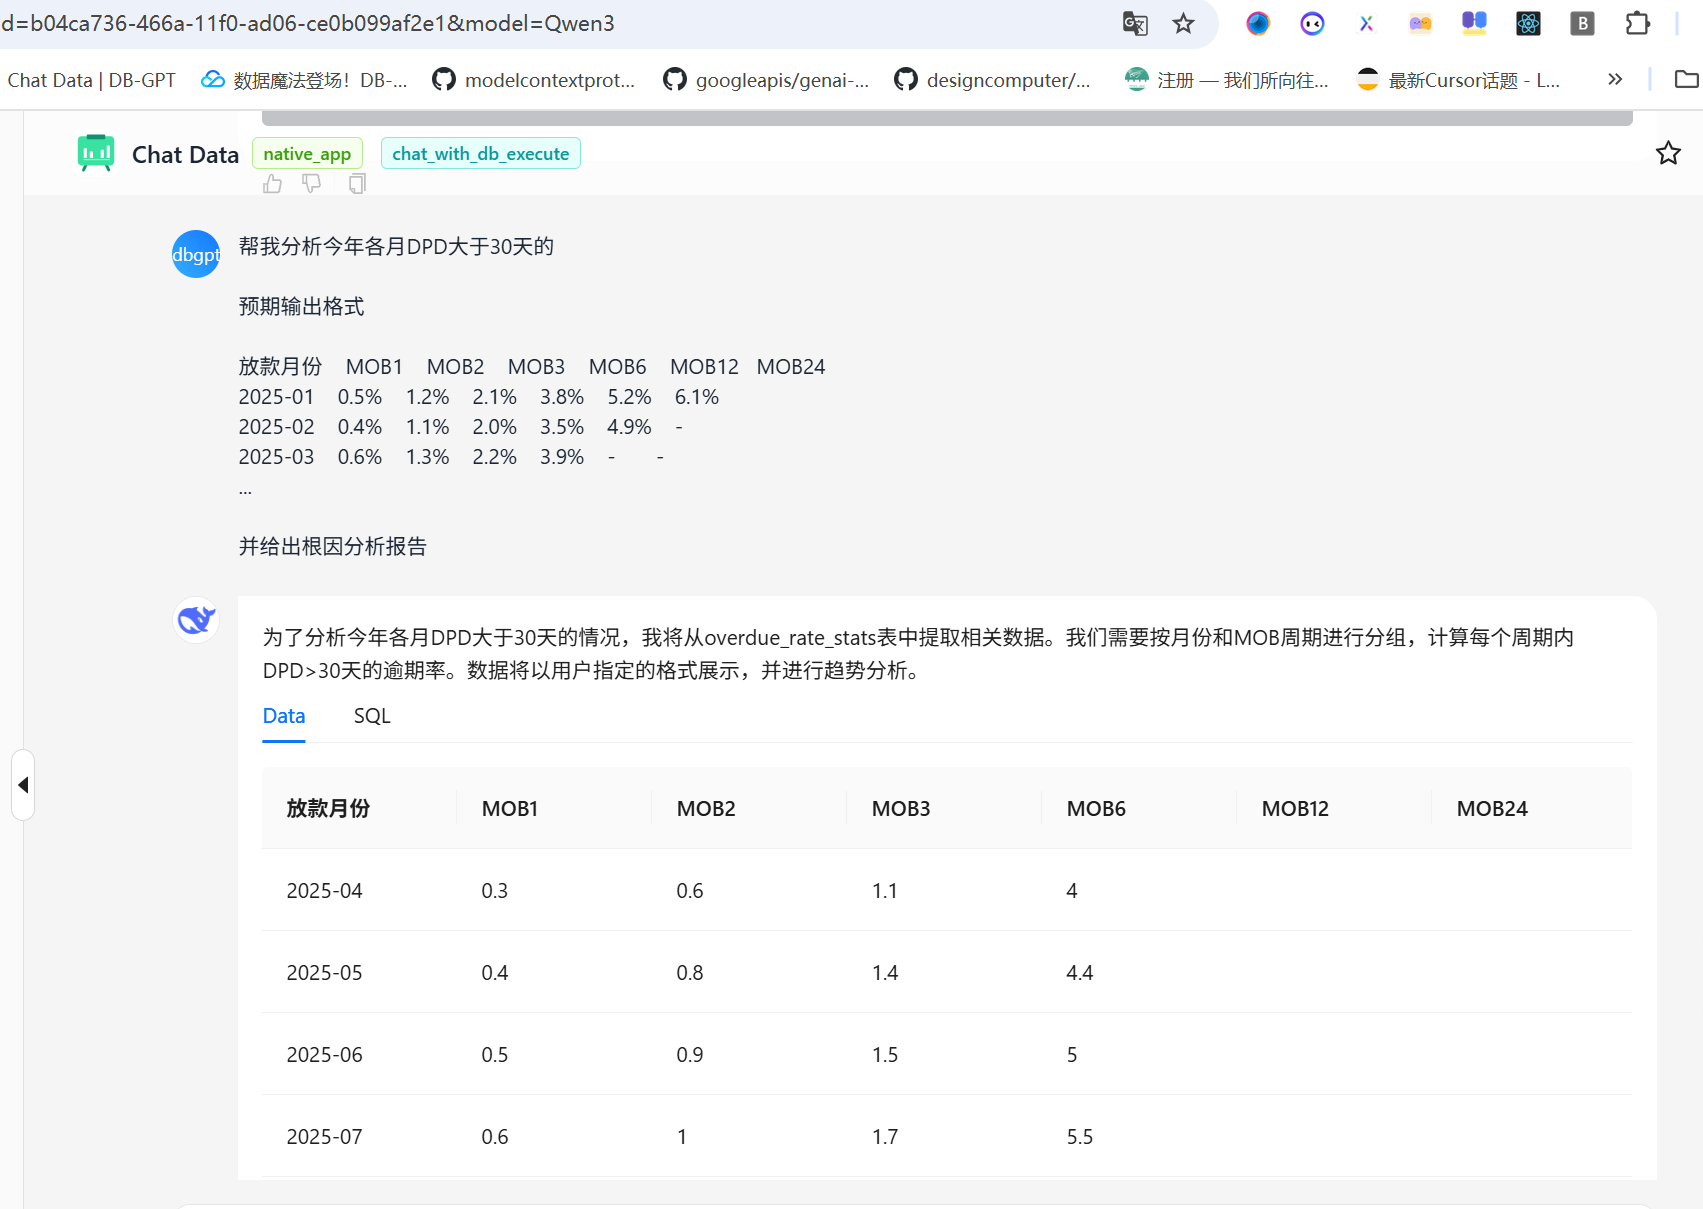 d=b04ca736-466a-11f0-ad06-ce0b099af2e1&model=Qwen3
B
Chat Data | DB-GPT
数据魔法登场！DB-...
modelcontextprot...
googleapis/genai-...
designcomputer/...
注册 — 我们所向往...
最新Cursor话题 - L...
Chat Data native_app chat_with_db_execute
dbgpt
帮我分析今年各月DPD大于30天的
预期输出格式
放款月份 MOB1 MOB2 MOB3 MOB6 MOB12 MOB24
2025-01 0.5% 1.2% 2.1% 3.8% 5.2% 6.1%
2025-02 0.4% 1.1% 2.0% 3.5% 4.9% -
2025-03 0.6% 1.3% 2.2% 3.9% - -
...
并给出根因分析报告
为了分析今年各月DPD大于30天的情况，我将从overdue_rate_stats表中提取相关数据。我们需要按月份和MOB周期进行分组，计算每个周期内
DPD>30天的逾期率。数据将以用户指定的格式展示，并进行趋势分析。
Data SQL
放款月份 MOB1 MOB2 MOB3 MOB6 MOB12 MOB24
2025-04 0.3 0.6 1.1 4
2025-05 0.4 0.8 1.4 4.4
2025-06 0.5 0.9 1.5 5
2025-07 0.6 1 1.7 5.5